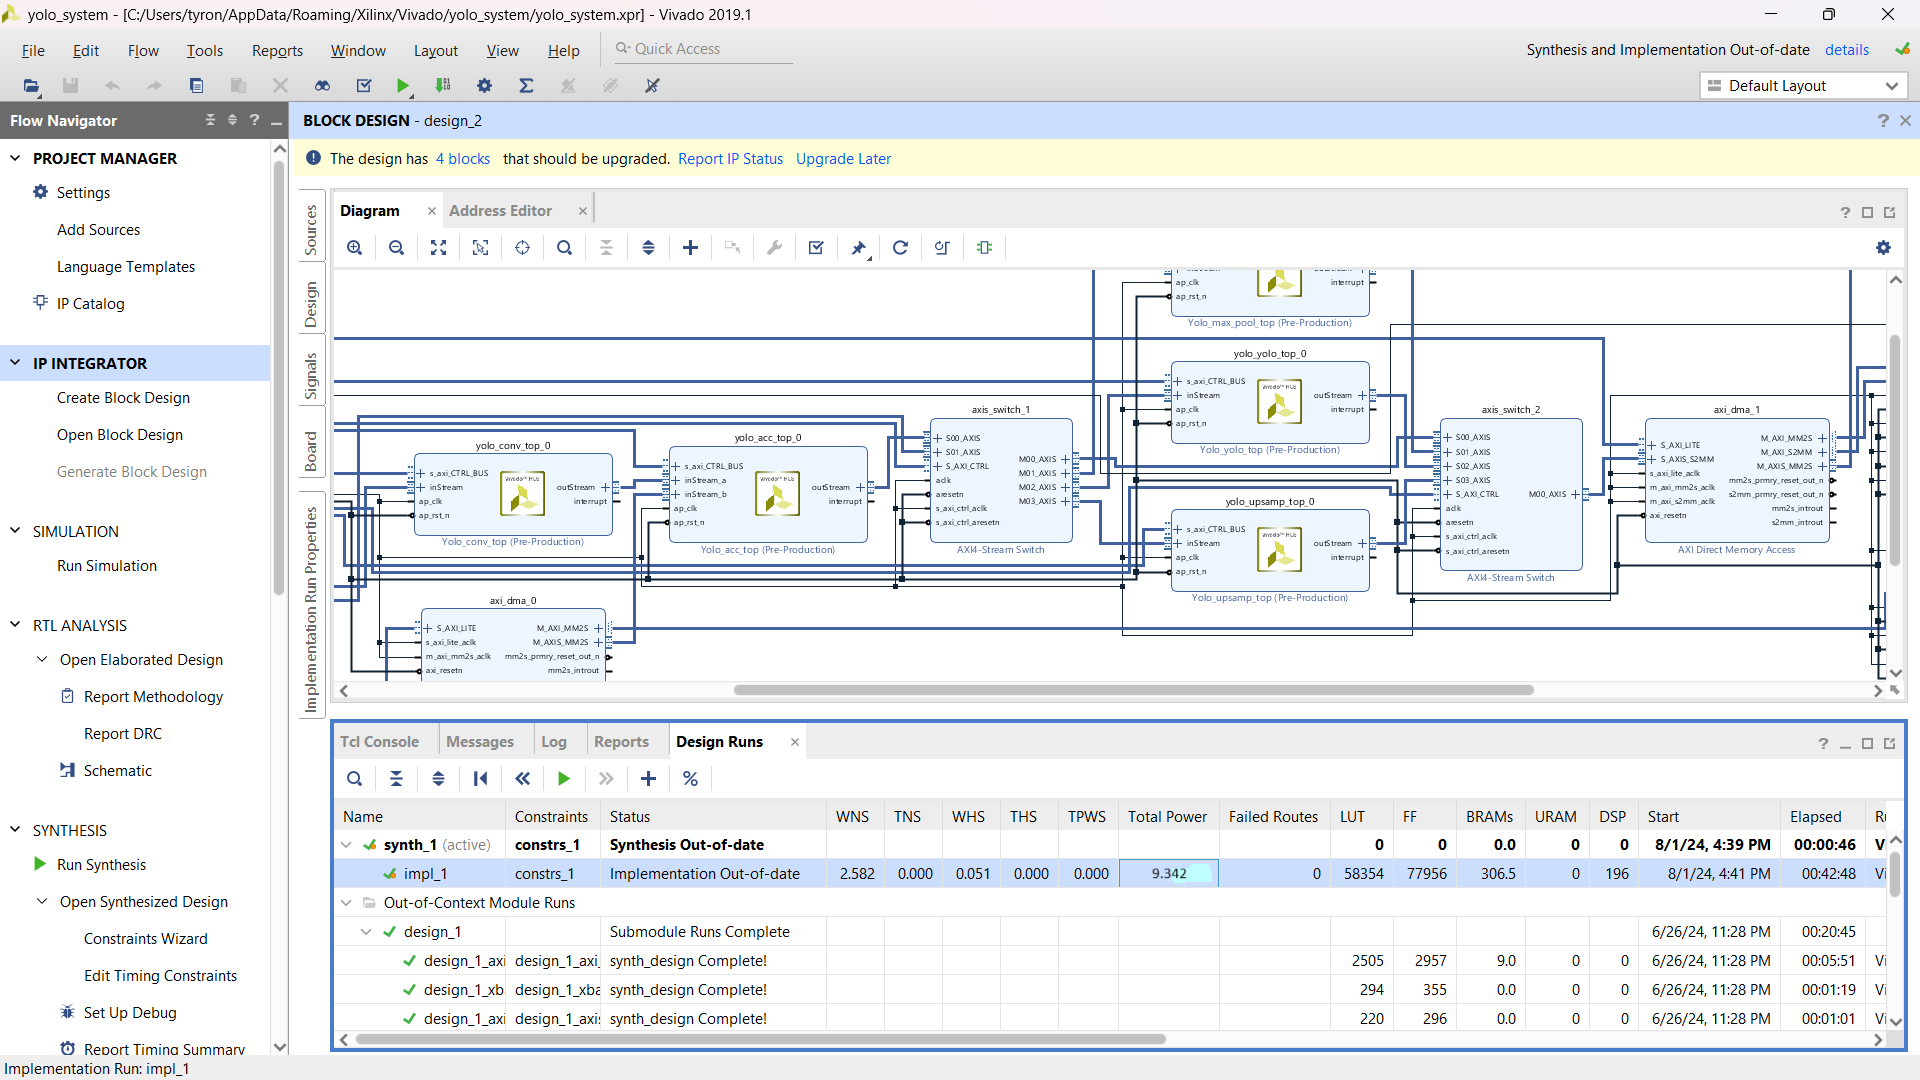 yolo_system - [C:/Users/tyron/AppData/Roaming/Xilinx/Vivado/yolo_system/yolo_system.xpr] - Vivado 2019.1
File Edit Flow Tools Reports Window Layout View Help Quick Access
Synthesis and Implementation Out-of-date details
Default Layout
Flow Navigator
PROJECT MANAGER
Settings
Add Sources
Language Templates
IP Catalog
IP INTEGRATOR
Create Block Design
Open Block Design
Generate Block Design
SIMULATION
Run Simulation
RTL ANALYSIS
Open Elaborated Design
Report Methodology
Report DRC
Schematic
SYNTHESIS
Run Synthesis
Open Synthesized Design
Constraints Wizard
Edit Timing Constraints
Set Up Debug
Report Timing Summary
BLOCK DESIGN - design_2
The design has 4 blocks that should be upgraded. Report IP Status Upgrade Later
Sources
Design
Signals
Board
Implementation Run Properties
Diagram Address Editor
ap_clk
ap_rst_n
interrupt
Yolo_max_pool_top (Pre-Production)
yolo_yolo_top_0
s_axi_CTRL_BUS
inStream
ap_clk
ap_rst_n
outStream
interrupt
Yolo_yolo_top (Pre-Production)
yolo_conv_top_0
s_axi_CTRL_BUS
inStream
ap_clk
ap_rst_n
outStream
interrupt
Yolo_conv_top (Pre-Production)
yolo_acc_top_0
s_axi_CTRL_BUS
inStream_a
inStream_b
ap_clk
ap_rst_n
outStream
interrupt
Yolo_acc_top (Pre-Production)
axis_switch_1
S00_AXIS
S01_AXIS
S_AXI_CTRL
aclk
aresetn
s_axi_ctrl_aclk
s_axi_ctrl_aresetn
M00_AXIS
M01_AXIS
M02_AXIS
M03_AXIS
AXI4-Stream Switch
yolo_upsamp_top_0
s_axi_CTRL_BUS
inStream
ap_clk
ap_rst_n
outStream
interrupt
Yolo_upsamp_top (Pre-Production)
axis_switch_2
S00_AXIS
S01_AXIS
S02_AXIS
S03_AXIS
S_AXI_CTRL
aclk
aresetn
s_axi_ctrl_aclk
s_axi_ctrl_aresetn
M00_AXIS
AXI4-Stream Switch
axi_dma_1
S_AXI_LITE
S_AXIS_S2MM
s_axi_lite_aclk
m_axi_mm2s_aclk
m_axi_s2mm_aclk
axi_resetn
M_AXI_MM2S
M_AXI_S2MM
M_AXIS_MM2S
mm2s_prmry_reset_out_n
s2mm_prmry_reset_out_n
mm2s_introut
s2mm_introut
AXI Direct Memory Access
axi_dma_0
S_AXI_LITE
s_axi_lite_aclk
m_axi_mm2s_aclk
axi_resetn
M_AXI_MM2S
M_AXIS_MM2S
mm2s_prmry_reset_out_n
mm2s_introut
Tcl Console Messages Log Reports Design Runs
Name Constraints Status WNS TNS WHS THS TPWS Total Power Failed Routes LUT FF BRAMs URAM DSP Start Elapsed
synth_1 (active) constrs_1 Synthesis Out-of-date 0 0 0.0 0 0 8/1/24, 4:39 PM 00:00:46
impl_1 constrs_1 Implementation Out-of-date 2.582 0.000 0.051 0.000 0.000 9.342 0 58354 77956 306.5 0 196 8/1/24, 4:41 PM 00:42:48
Out-of-Context Module Runs
design_1 Submodule Runs Complete 6/26/24, 11:28 PM 00:20:45
design_1_axi design_1_axi_ synth_design Complete! 2505 2957 9.0 0 0 6/26/24, 11:28 PM 00:05:51
design_1_xb design_1_xba synth_design Complete! 294 355 0.0 0 0 6/26/24, 11:28 PM 00:01:19
design_1_axi design_1_axi synth_design Complete! 220 296 0.0 0 0 6/26/24, 11:28 PM 00:01:01
Implementation Run: impl_1